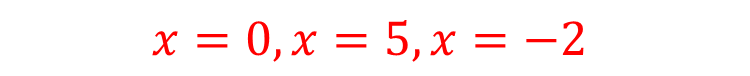 x = 0, x = 5, x = −2